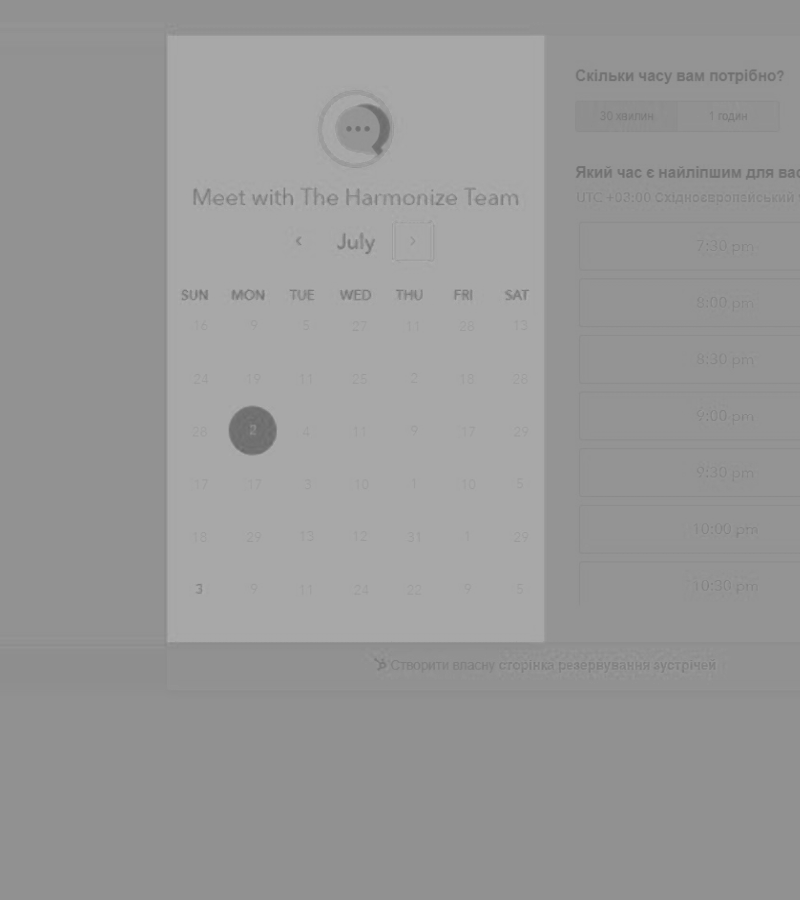 Meet with The Harmonize Team
July
SUN MON TUE WED THU FRI SAT
16 9 5 27 11 26 13
24 19 11 25 2 18 25
28 2 4 11 9 17 29
17 17 3 10 1 10 5
18 29 13 12 31 1 29
3 9 11 24 22 9 5
Скільки часу вам потрібно?
30 хвилин 1 годин
Який час є найліпшим для вас
UTC +03:00 Східноєвропейський
7:30 pm
8:00 pm
8:30 pm
9:00 pm
9:30 pm
10:00 pm
10:30 pm
Створити власну сторінка резервування зустрічей